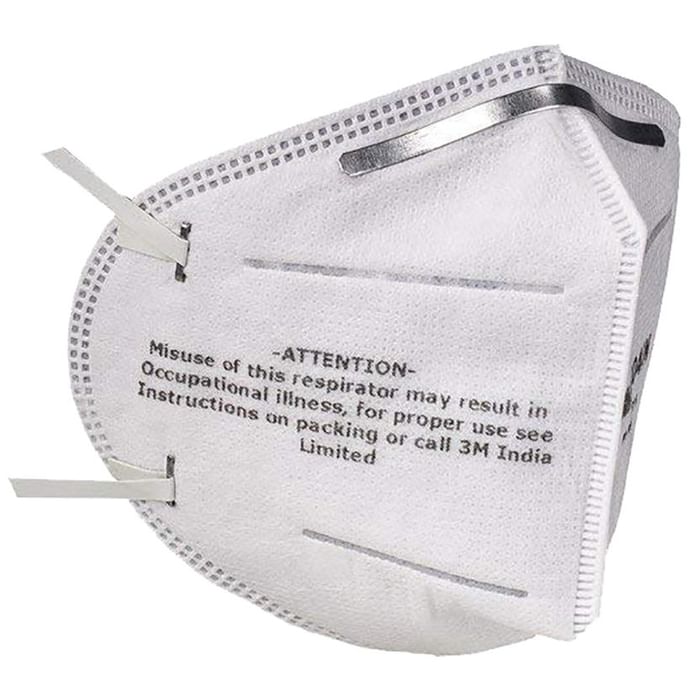 -ATTENTION-
Misuse of this respirator may result in
Occupational illness, for proper use see
Instructions on packing or call 3M India
Limited